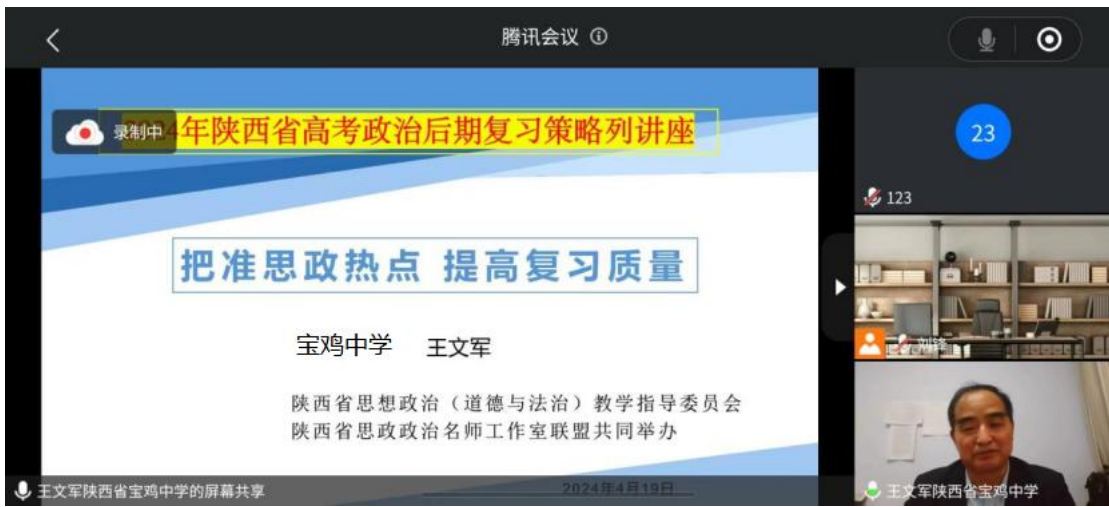 腾讯会议
录制中
4年陕西省高考政治后期复习策略列讲座
23
123
把准思政热点 提高复习质量
宝鸡中学 王文军
刘锋
陕西省思想政治（道德与法治）教学指导委员会
陕西省思政政治名师工作室联盟共同举办
2024年4月19日
王文军陕西省宝鸡中学的屏幕共享
王文军陕西省宝鸡中学